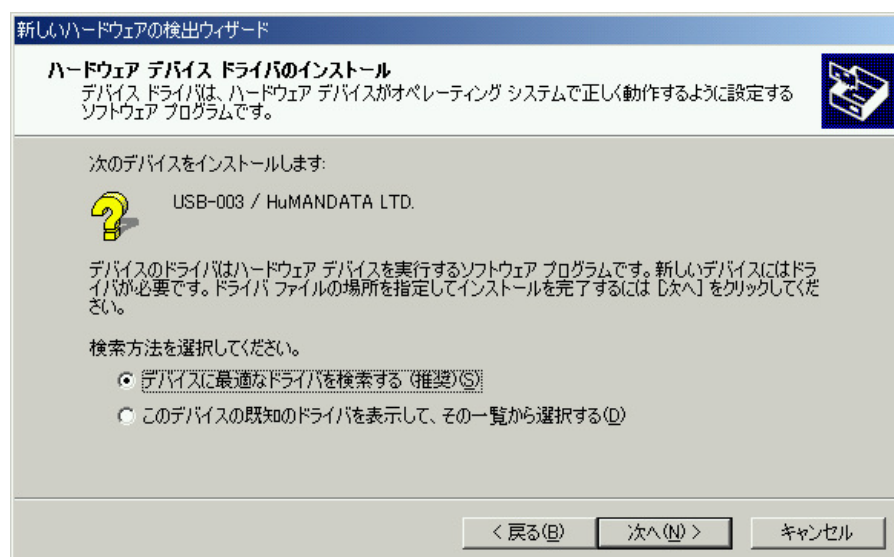 新しいハードウェアの検出ウィザード
ハードウェア デバイス ドライバのインストール
デバイス ドライバは、ハードウェア デバイスがオペレーティング システムで正しく動作するように設定する
ソフトウェア プログラムです。
次のデバイスをインストールします:
USB-003 / HuMANDATA LTD.
デバイスのドライバはハードウェア デバイスを実行するソフトウェア プログラムです。新しいデバイスにはドラ
イバが必要です。ドライバ ファイルの場所を指定してインストールを完了するには [次へ] をクリックしてくだ
さい。
検索方法を選択してください。
デバイスに最適なドライバを検索する (推奨)(S)
このデバイスの既知のドライバを表示して、その一覧から選択する(D)
< 戻る(B) 次へ(N) > キャンセル